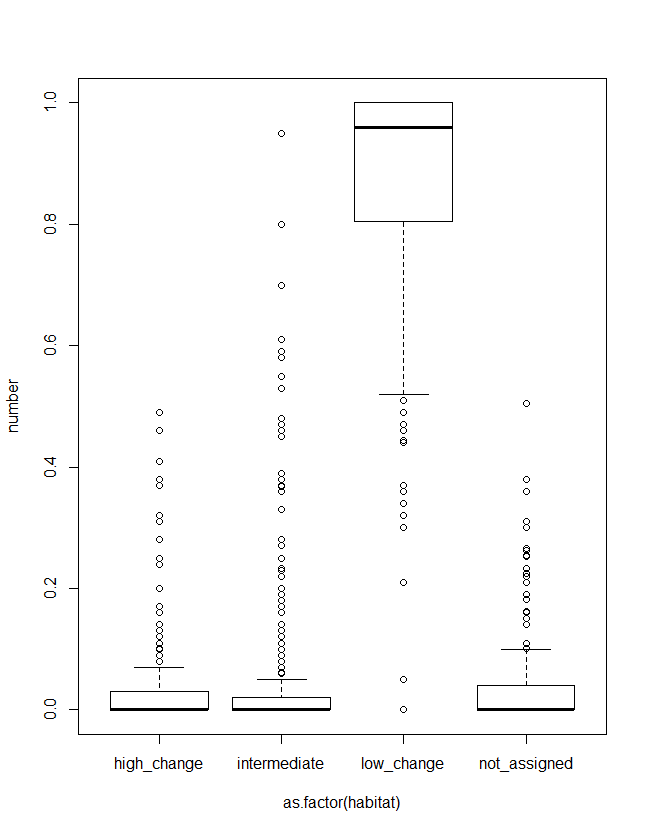 1.0
0.8
0.6
0.4
0.2
0.0
number
high_change intermediate low_change not_assigned
as.factor(habitat)